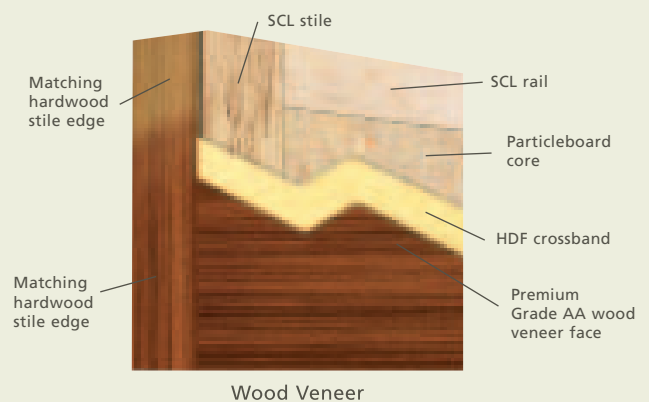 SCL stile
Matching
hardwood
stile edge
SCL rail
Particleboard
core
HDF crossband
Matching
hardwood
stile edge
Premium
Grade AA wood
veneer face
Wood Veneer